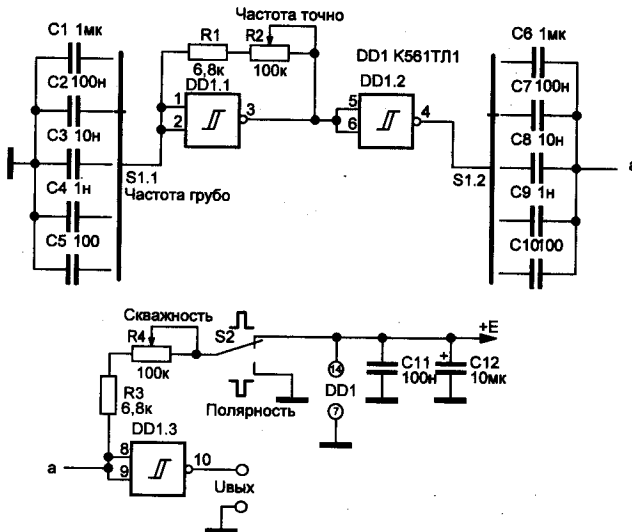 C1 1мк
C2 100н
C3 10н
C4 1н
C5 100
S1.1
Частота грубо
Частота точно
R1
6,8к
R2
100к
DD1.1
1
2
3
DD1 К561ТЛ1
DD1.2
5
6
4
S1.2
C6 1мк
C7 100н
C8 10н
C9 1н
C10 100
а
Скважность
R4
100к
S2
Полярность
R3
6,8к
DD1.3
а
8
9
10
Uвых
14
DD1
7
C11
100н
+
C12
10мк
+E